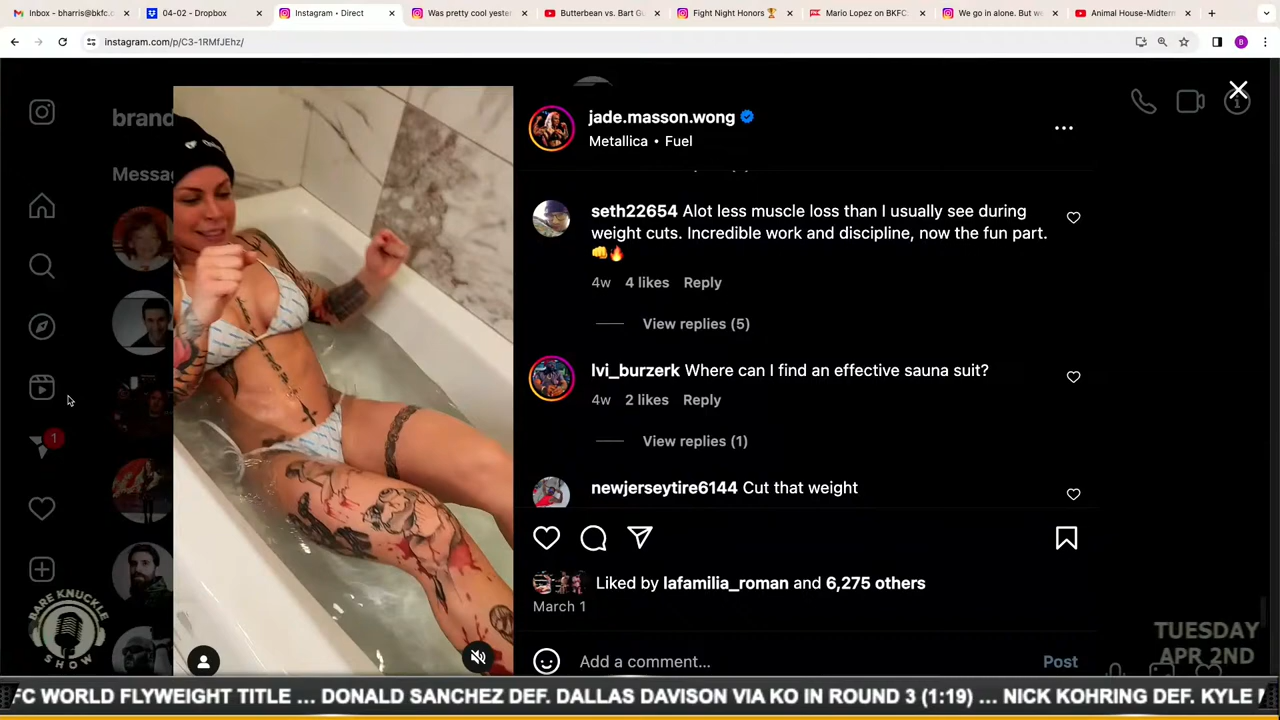 Inbox - bharris@bkfc.c
04-02 - Dropbox
Instagram • Direct
Was pretty cool yester
Butterbean vs. Bart G
Fight Night Honors
Mario Lopez on BKFC:
We go in alone. But we
Animal House-Midterm
instagram.com/p/C3-1RMfJEhz/
brand
Messa
jade.masson.wong
Metallica • Fuel
seth22654 Alot less muscle loss than I usually see during
weight cuts. Incredible work and discipline, now the fun part.
👊🔥
4w 4 likes Reply
View replies (5)
lvi_burzerk Where can I find an effective sauna suit?
4w 2 likes Reply
View replies (1)
newjerseytire6144 Cut that weight
1
Liked by lafamilia_roman and 6,275 others
March 1
Add a comment...
Post
BARE KNUCKLE
SHOW
TUESDAY
APR 2ND
FC WORLD FLYWEIGHT TITLE ... DONALD SANCHEZ DEF. DALLAS DAVISON VIA KO IN ROUND 3 (1:19) ... NICK KOHRING DEF. KYLE